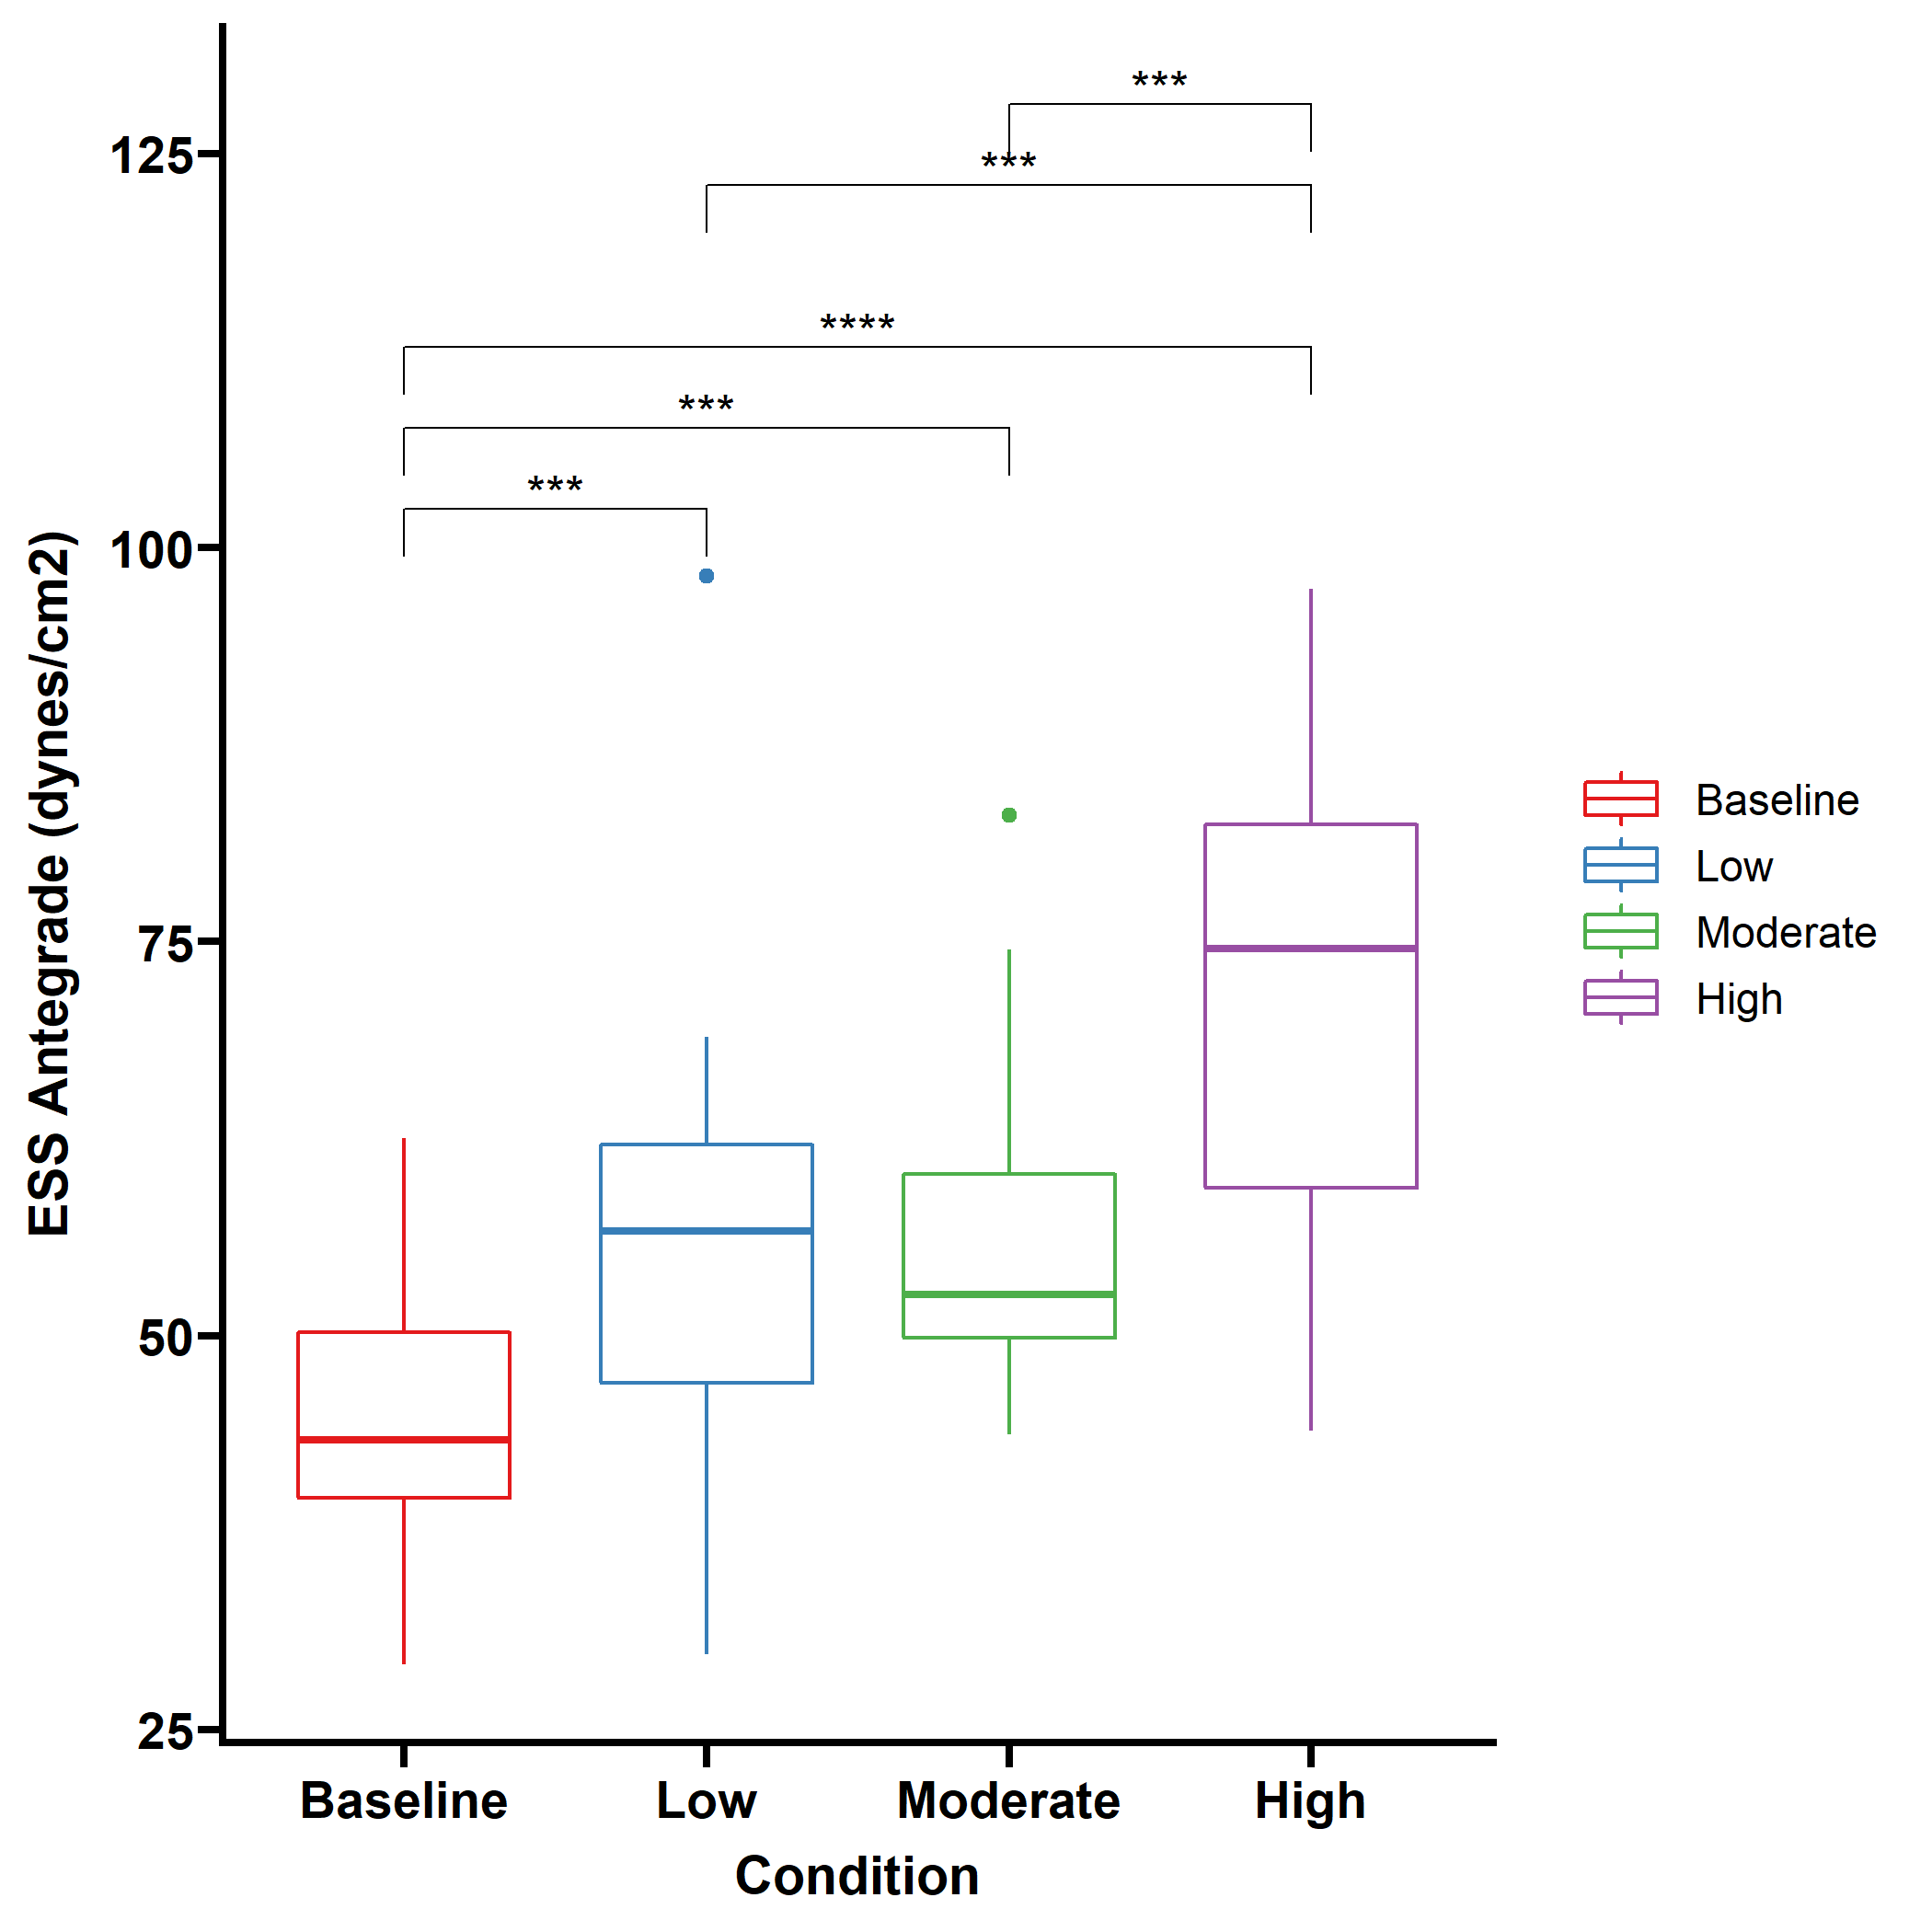 ***
125
***
****
***
***
100
75
50
25
ESS Antegrade (dynes/cm2)
Baseline
Low
Moderate
High
Baseline Low Moderate High
Condition